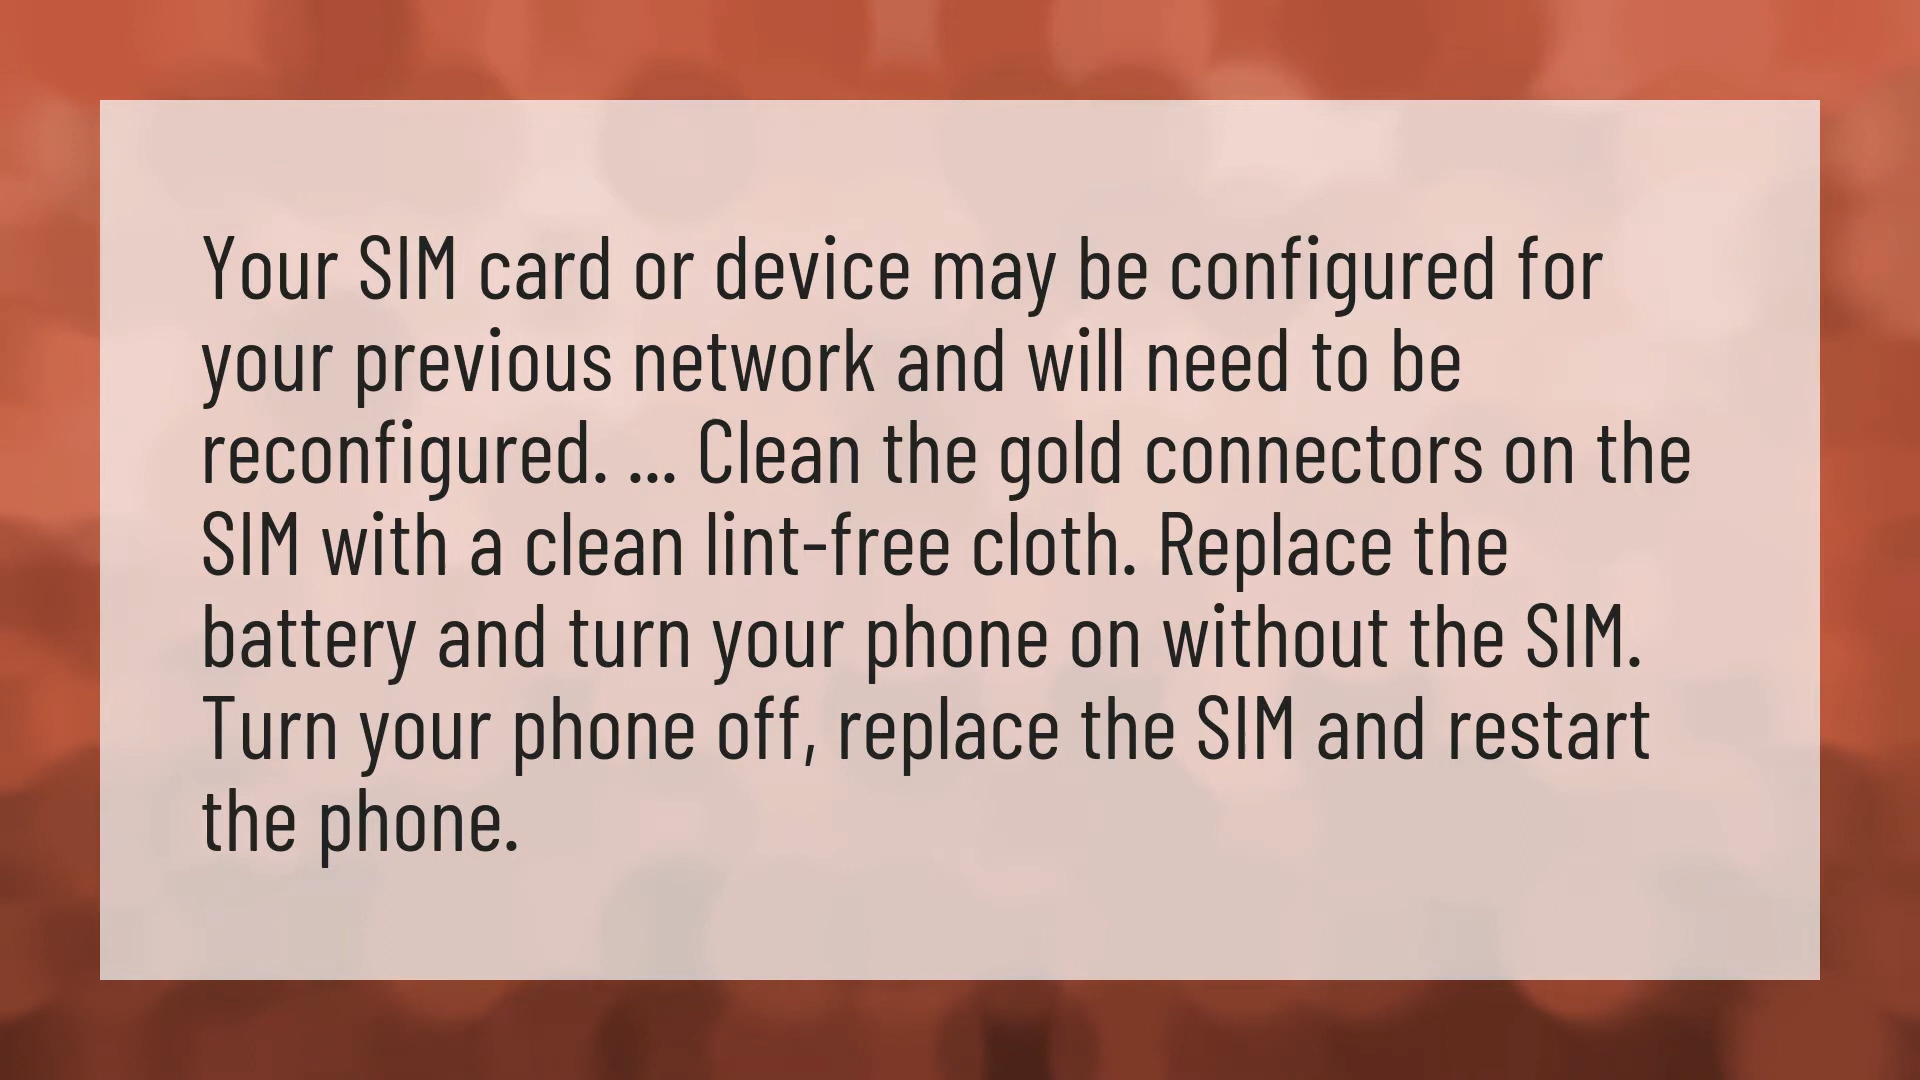 Your SIM card or device may be configured for
your previous network and will need to be
reconfigured. ... Clean the gold connectors on the
SIM with a clean lint-free cloth. Replace the
battery and turn your phone on without the SIM.
Turn your phone off, replace the SIM and restart
the phone.